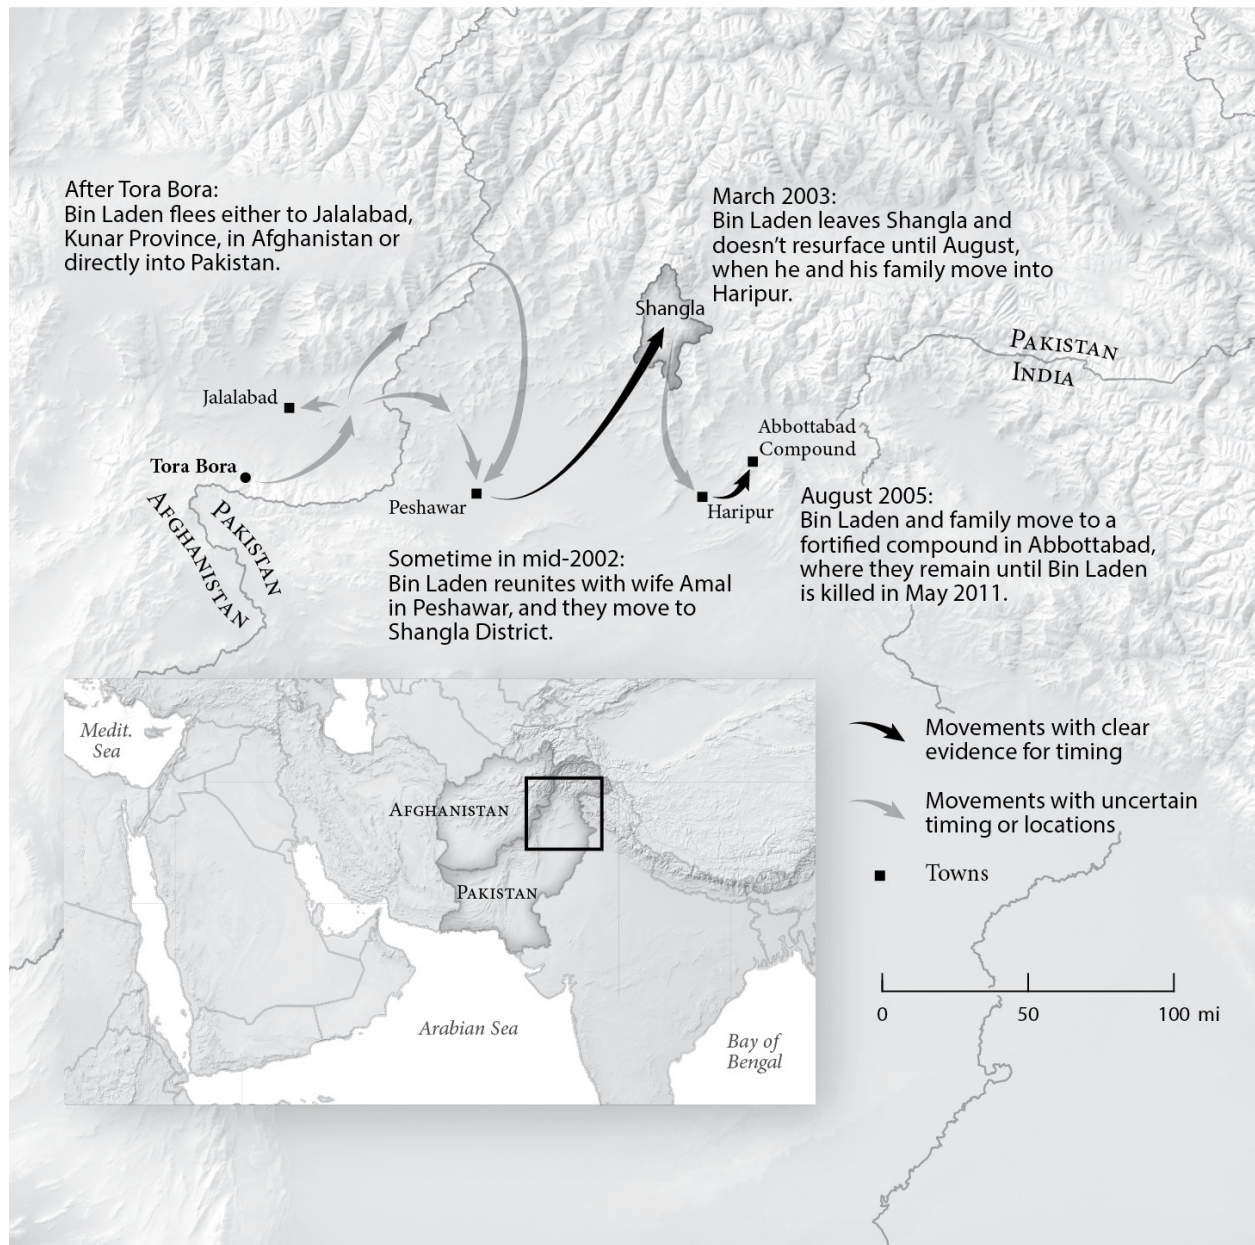 After Tora Bora:
Bin Laden flees either to Jalalabad,
Kunar Province, in Afghanistan or
directly into Pakistan.
March 2003:
Bin Laden leaves Shangla and
doesn't resurface until August,
when he and his family move into
Haripur.
Shangla
PAKISTAN
INDIA
Jalalabad
Abbottabad
Compound
Tora Bora
Peshawar
Haripur
AFGHANISTAN
PAKISTAN
August 2005:
Bin Laden and family move to a
fortified compound in Abbottabad,
where they remain until Bin Laden
is killed in May 2011.
Sometime in mid-2002:
Bin Laden reunites with wife Amal
in Peshawar, and they move to
Shangla District.
Medit.
Sea
AFGHANISTAN
PAKISTAN
Arabian Sea
Bay of
Bengal
Movements with clear
evidence for timing
Movements with uncertain
timing or locations
Towns
0 50 100 mi